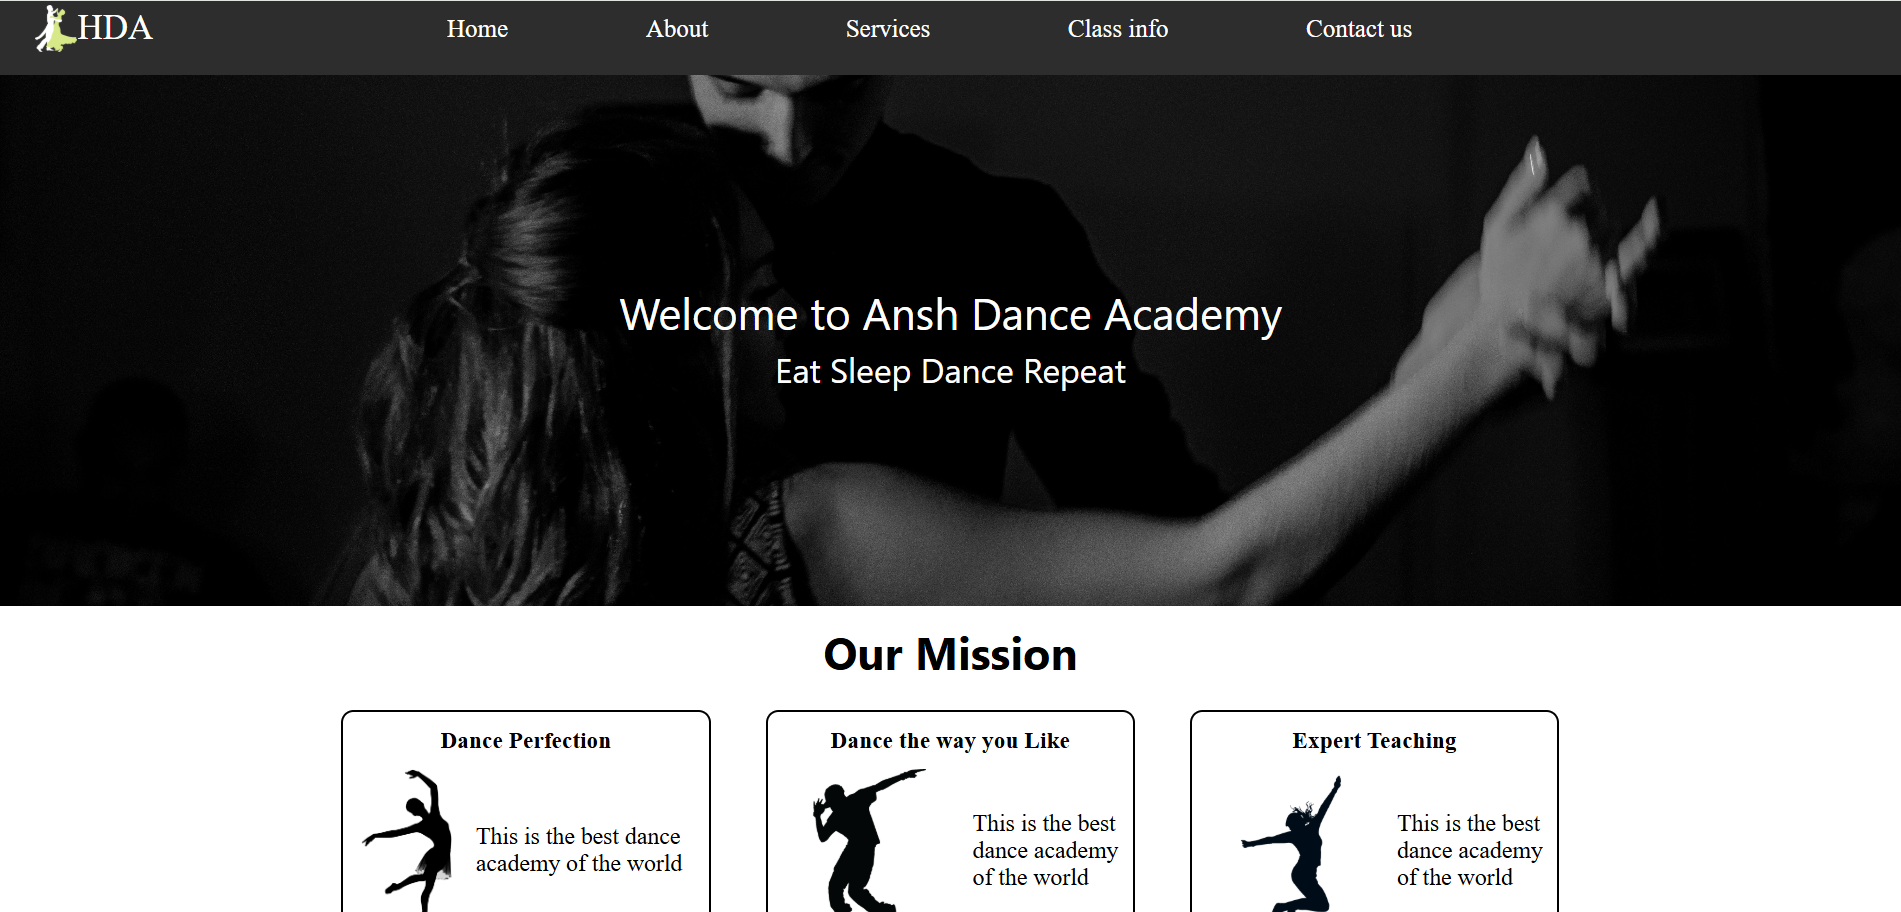 HDA
Home
About
Services
Class info
Contact us
Welcome to Ansh Dance Academy
Eat Sleep Dance Repeat
Our Mission
Dance Perfection
This is the best dance
academy of the world
Dance the way you Like
This is the best
dance academy
of the world
Expert Teaching
This is the best
dance academy
of the world